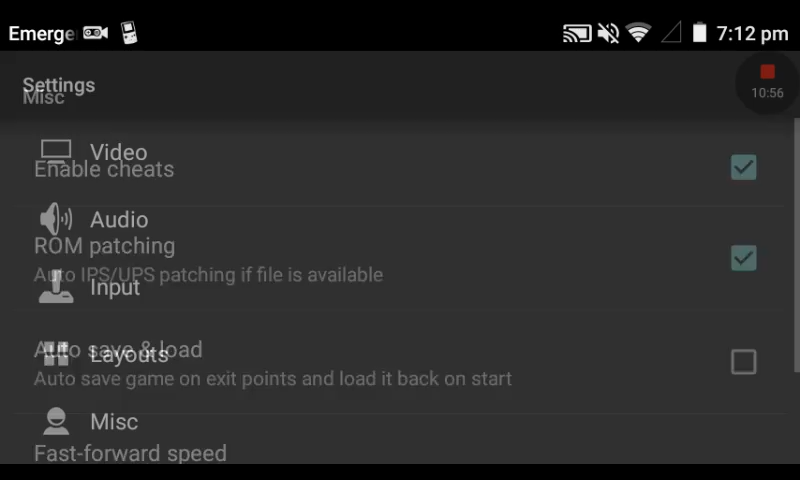 Emerge
7:12 pm
Settings
Misc
10:56
Video
Enable cheats
Audio
ROM patching
Auto IPS/UPS patching if file is available
Input
Auto save & load
Layouts
Auto save game on exit points and load it back on start
Misc
Fast-forward speed